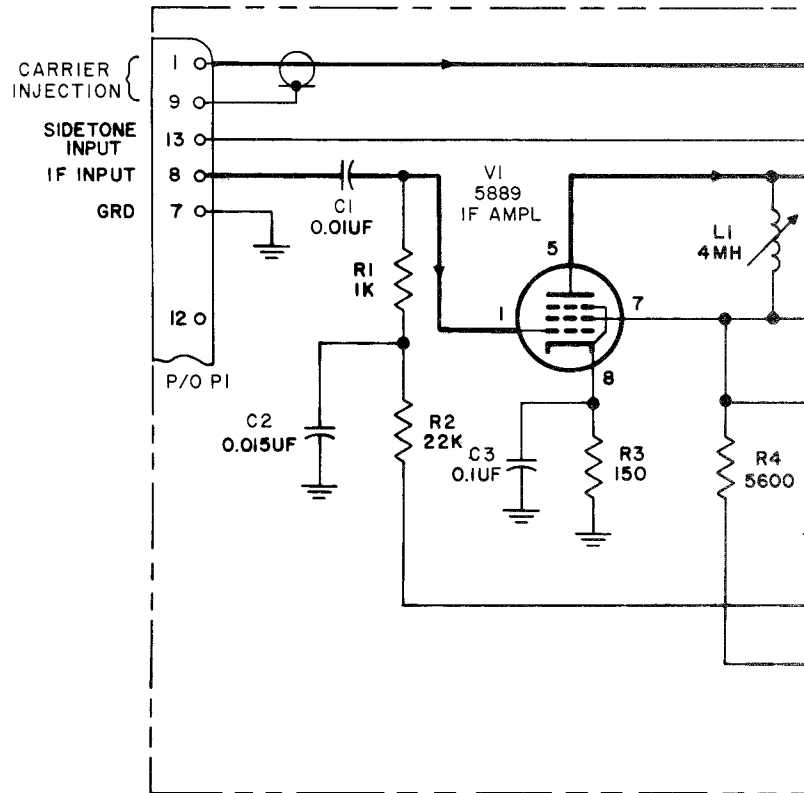 CARRIER
INJECTION
1
9
SIDETONE
INPUT
13
IF INPUT
8
GRD
7
12
P/O P1
C1
0.01UF
R1
1K
C2
0.015UF
R2
22K
V1
5889
IF AMPL
5
1
7
8
C3
0.1UF
R3
150
L1
4MH
R4
5600